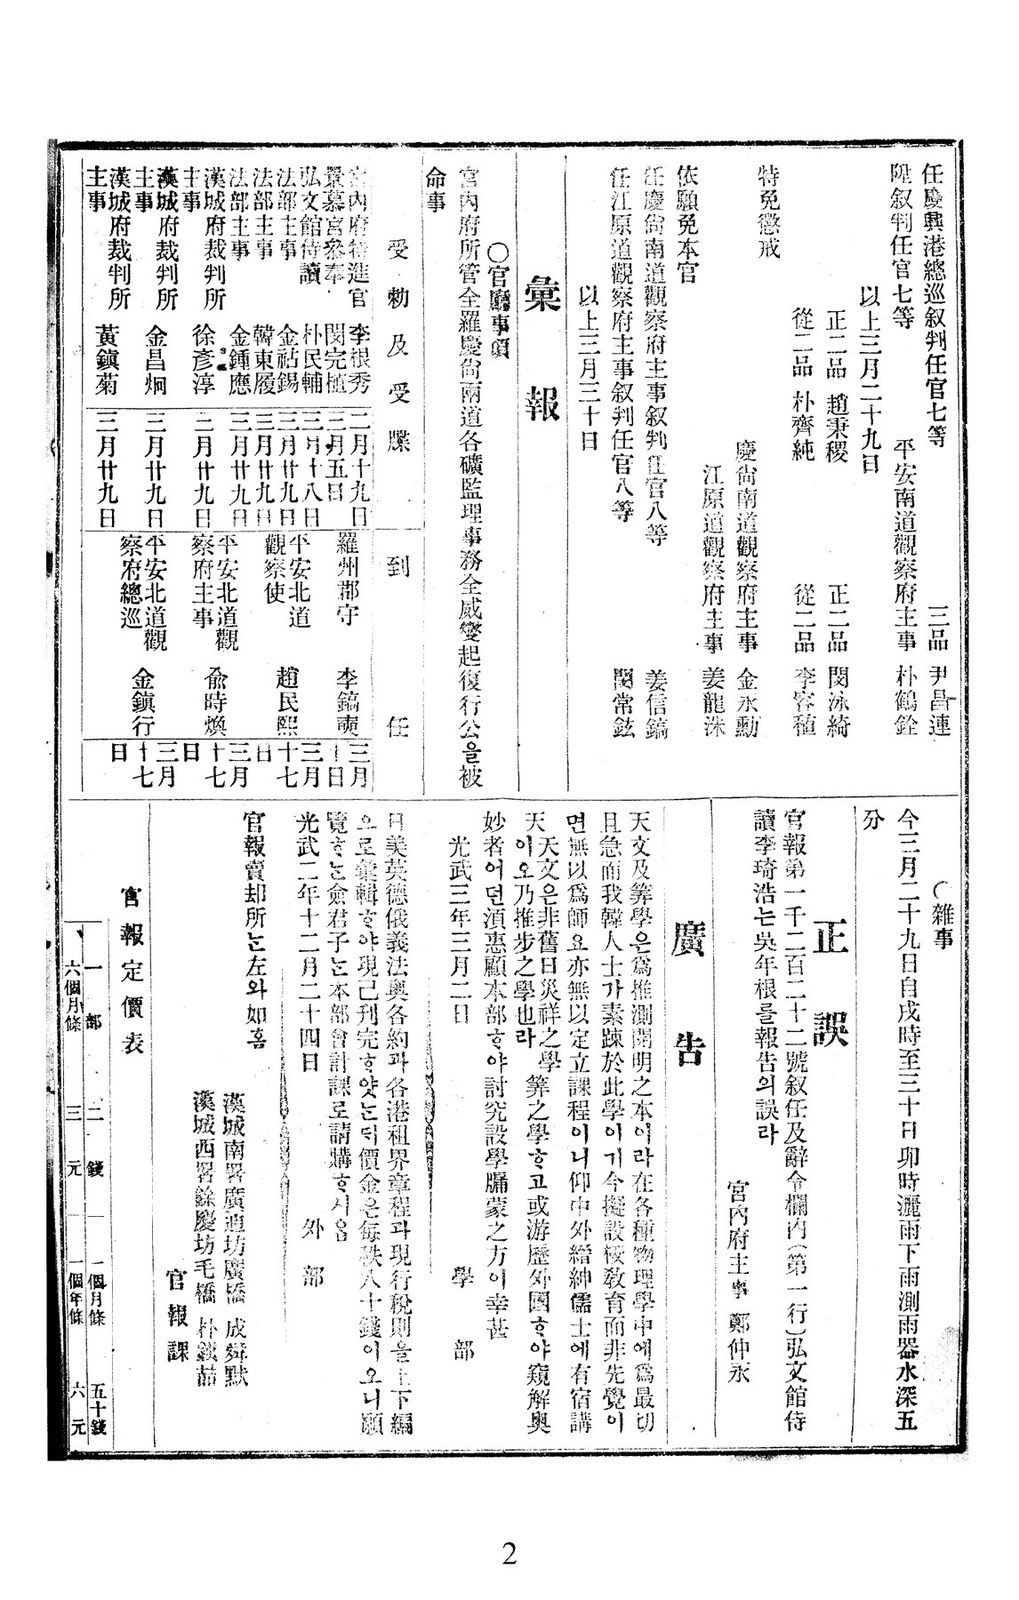 任慶興港總巡叙判任官七等 三品 尹昌連
陞叙判任官七等 平安南道觀察府主事 朴鶴銓
以上三月二十九日
正二品 趙秉稷 正二品 閔泳綺
從二品 朴齊純 從二品 李容稙
特免懲戒
慶尙南道觀察府主事 金永勳
江原道觀察府主事 姜龍洙
依願免本官
任慶尙南道觀察府主事叙判任官八等 姜信鎬
任江原道觀察府主事叙判任官八等 閔常鉉
以上三月三十日
彙報
○官廳事項
宮內府所管全羅慶尙兩道各礦監理事務全威燮起復行公을被
命事
受勅及受牒 到任
宮內府特進官 李根秀 二月十九日
景慕宮參奉 閔完植 三月五日
弘文館侍讀 朴民輔 三月十八日
法部主事 金祜錫 三月廿九日
法部主事 韓東履 三月廿九日
法部主事 金鍾應 三月廿九日
漢城府裁判所主事 徐彥淳 三月廿九日
漢城府裁判所主事 金昌炯 三月廿九日
漢城府裁判所主事 黃鎭菊 三月廿九日
羅州郡守 李鎬奭 三月十日
平安北道觀察使 趙民熙 三月十七日
平安北道觀察府主事 兪時煥 三月十七日
平安北道觀察府總巡 金鎭行 三月十七日
○雜事
今三月二十九日自戌時至三十日卯時灑雨下雨測雨器水深五
分
正誤
官報第一千二百二十二號叙任及辭令欄內(第一行)弘文館侍
讀李琦浩는吳年根를報告의誤라
宮內府主事 鄭仲永
廣告
天文及筭學은爲推測開明之本이라在各種物理學中에爲最切
且急而我韓人士가素踈於此學이기今擬設校敎育而非先覺이
면無以爲師요亦無以定立課程이니仰中外縉紳儒士에有宿講
天天文은非舊日災祥之學이오乃推步之學也라筭之學ᄒᆞ고或游歷外國ᄒᆞ야窺解奧
妙者어던湏惠顧本部ᄒᆞ야討究設學牖蒙之方이幸甚
光武三年三月二日 學部
日美英德俄義法奧各約과各港租界章程과現行稅則을上下編
으로彙輯ᄒᆞ야現已刊完ᄒᆞ얏는ᄃᆡ價金은每秩八十錢이오니願
覽ᄒᆞ는僉君子는本部會計課로請購ᄒᆞ시ᄋᆞᆸ
光武二年十二月二十四日 外部
官報賣却所는左와如홈
漢城南署廣通坊廣橋 成舜默
漢城西署餘慶坊毛橋 朴鐵喆
官報課
官報定價表
一部 二錢 一個月條 五十錢
六個月條 三元 一個年條 六元
2